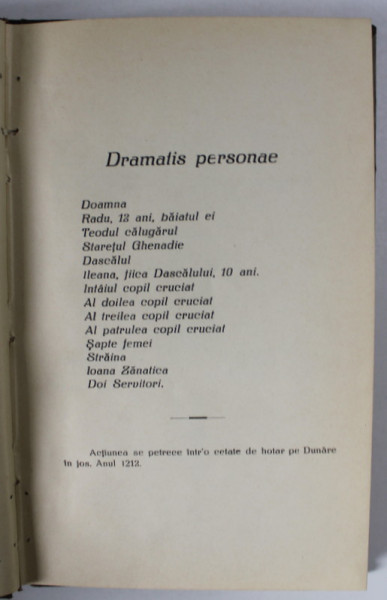 Dramatis personae
Doamna
Radu, 12 ani, băiatul ei
Teodul călugărul
Starețul Ghenadie
Dascălul
Ileana, fiica Dascălului, 10 ani.
Intâiul copil cruciat
Al doilea copil cruciat
Al treilea copil cruciat
Al patrulea copil cruciat
Șapte femei
Străina
Ioana Zănatica
Doi Servitori.
Acțiunea se petrece într'o cetate de hotar pe Dunăre
în jos. Anul 1212.